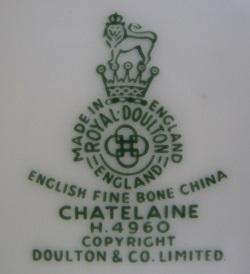 MADE IN ENGLAND
ROYAL·DOULTON
ENGLAND
ENGLISH FINE BONE CHINA
CHATELAINE
H.4960
COPYRIGHT
DOULTON & CO. LIMITED.